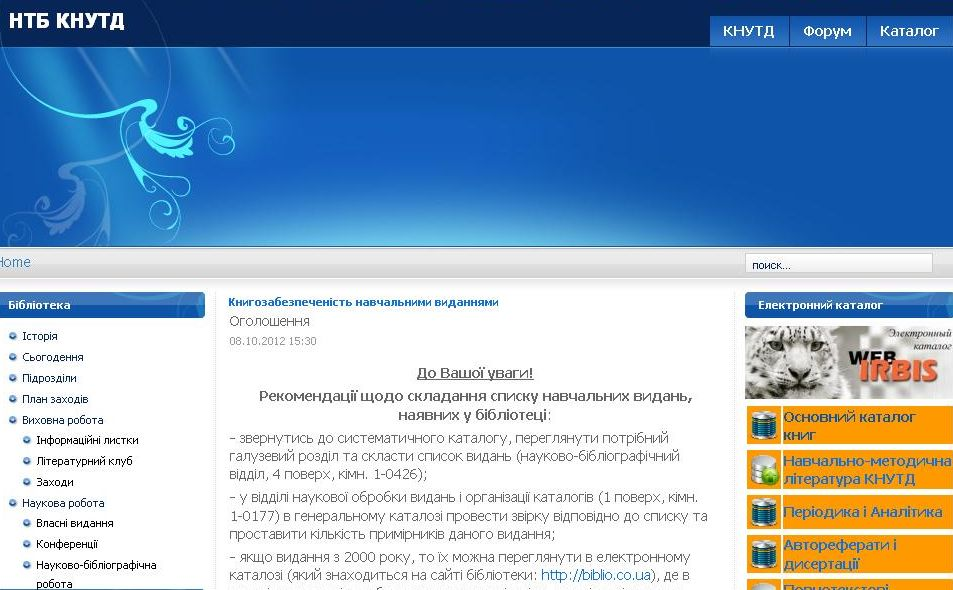 НТБ КНУТД
КНУТД
Форум
Каталог
Home
поиск...
Бібліотека
Історія
Сьогодення
Підрозділи
План заходів
Виховна робота
Інформаційні листки
Літературний клуб
Заходи
Наукова робота
Власні видання
Конференції
Науково-бібліографічна
робота
Книгозабезпеченість навчальними виданнями
Оголошення
08.10.2012 15:30
До Вашої уваги!
Рекомендації щодо складання списку навчальних видань,
наявних у бібліотеці:
– звернутись до систематичного каталогу, переглянути потрібний
галузевий розділ та скласти список видань (науково-бібліографічний
відділ, 4 поверх, кімн. 1-0426);
– у відділі наукової обробки видань і організації каталогів (1 поверх, кімн.
1-0177) в генеральному каталозі провести звірку відповідно до списку та
проставити кількість примірників даного видання;
– якщо видання з 2000 року, то їх можна переглянути в електронному
каталозі (який знаходиться на сайті бібліотеки: http://biblio.co.ua), де в
Електронний каталог
Электронный
каталог
WEB
IRBIS
Основний каталог
книг
Навчально-методична
література КНУТД
Періодика і Аналітика
Автореферати і
дисертації
Повнотекстові